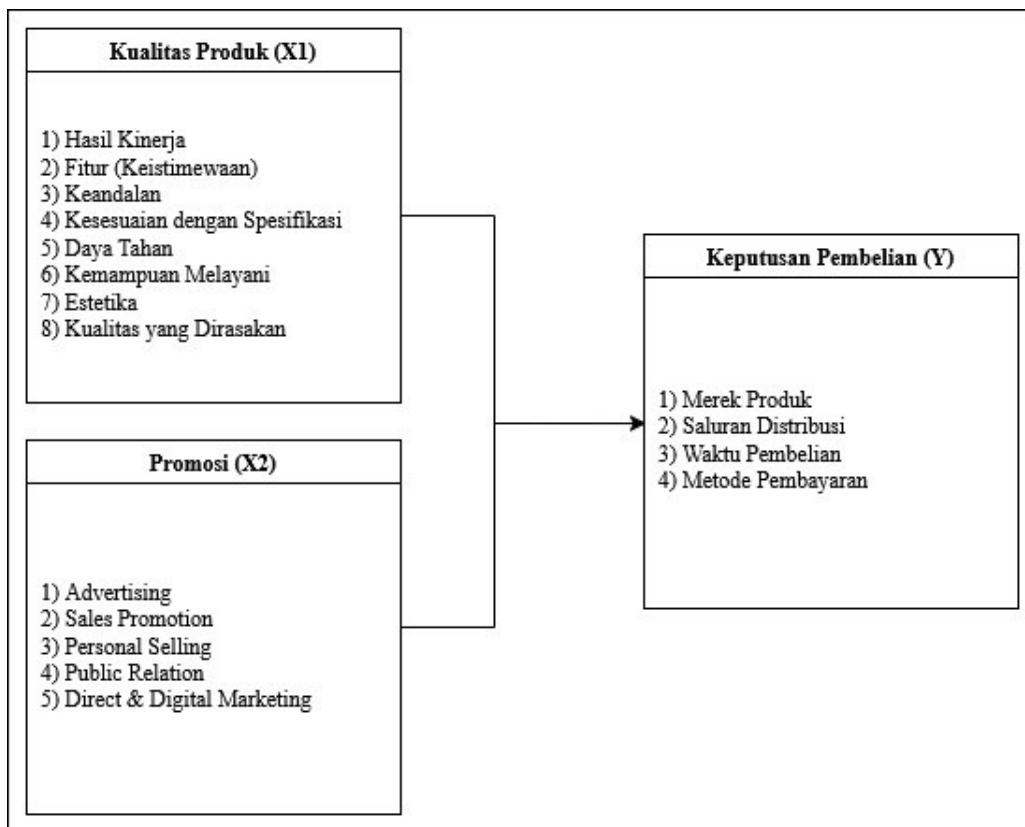 Kualitas Produk (X1)
1) Hasil Kinerja
2) Fitur (Keistimewaan)
3) Keandalan
4) Kesesuaian dengan Spesifikasi
5) Daya Tahan
6) Kemampuan Melayani
7) Estetika
8) Kualitas yang Dirasakan
Promosi (X2)
1) Advertising
2) Sales Promotion
3) Personal Selling
4) Public Relation
5) Direct & Digital Marketing
Keputusan Pembelian (Y)
1) Merek Produk
2) Saluran Distribusi
3) Waktu Pembelian
4) Metode Pembayaran